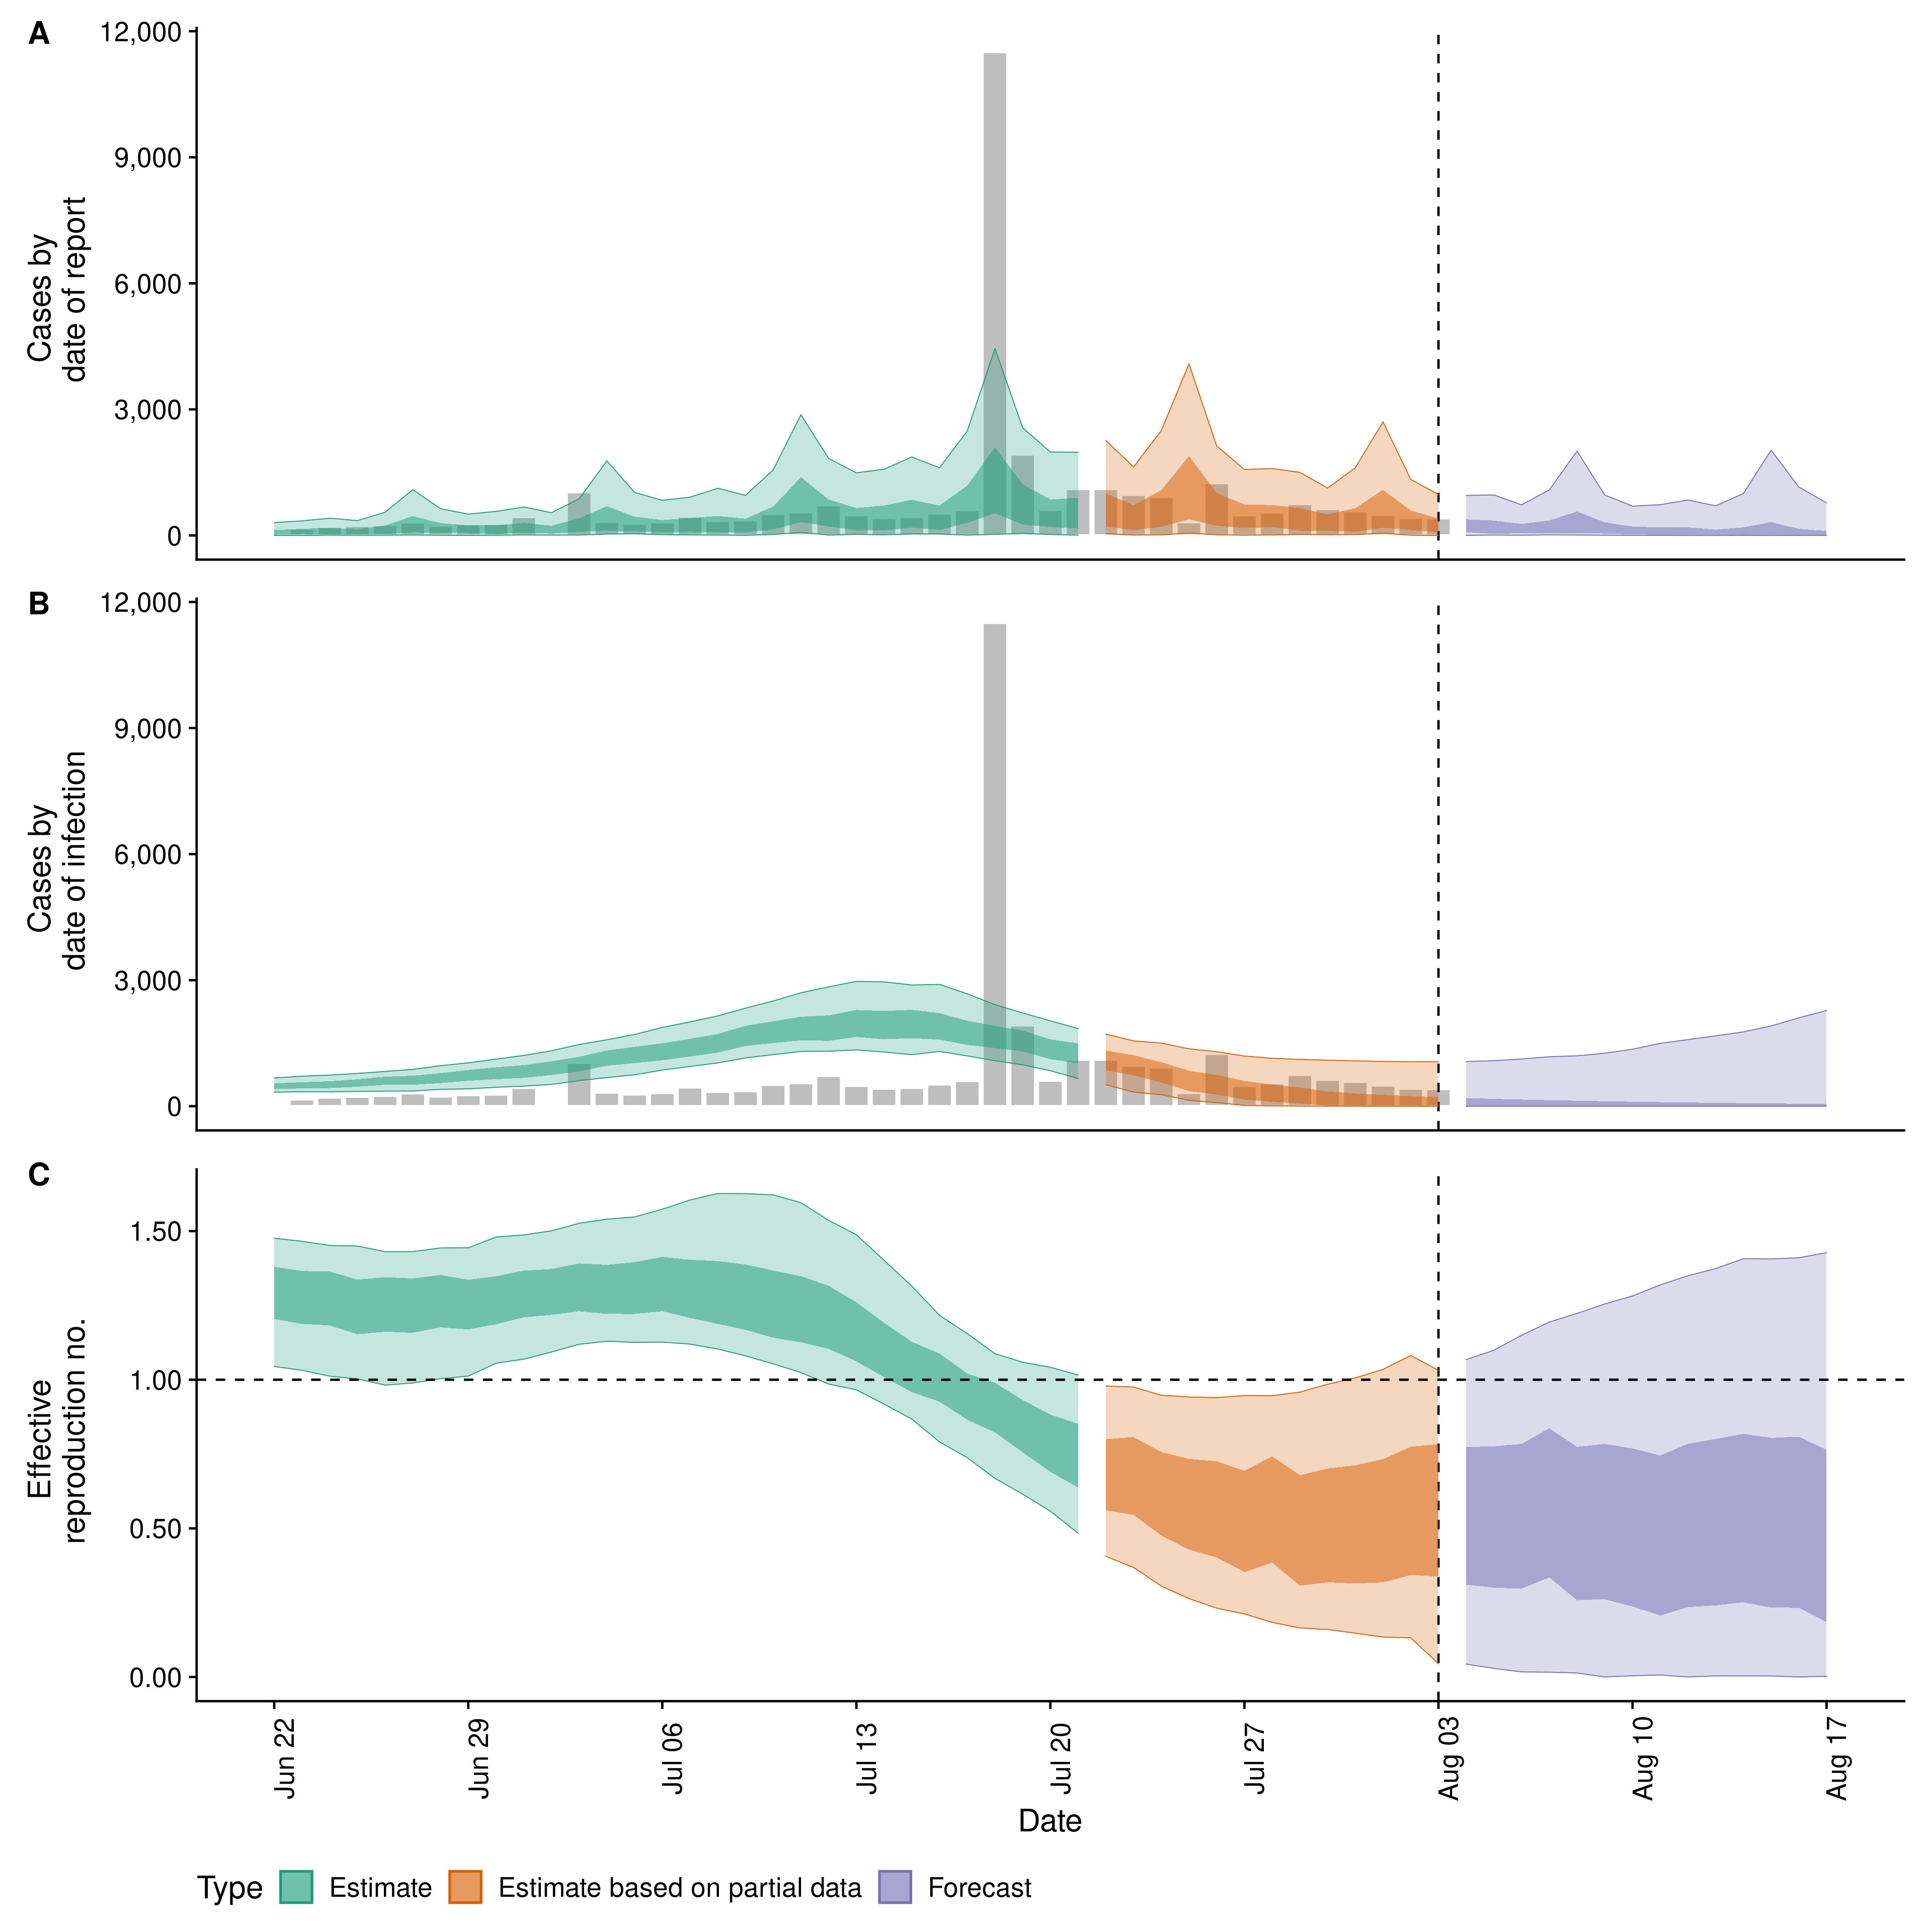 A
12,000
9,000
6,000
3,000
0
Cases by
date of report
B
12,000
9,000
6,000
3,000
0
Cases by
date of infection
C
1.50
1.00
0.50
0.00
Effective
reproduction no.
Jun 22
Jun 29
Jul 06
Jul 13
Jul 20
Jul 27
Aug 03
Aug 10
Aug 17
Date
Type Estimate Estimate based on partial data Forecast